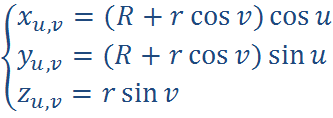 x_{u,v} = (R + r cos v) cos u
y_{u,v} = (R + r cos v) sin u
z_{u,v} = r sin v